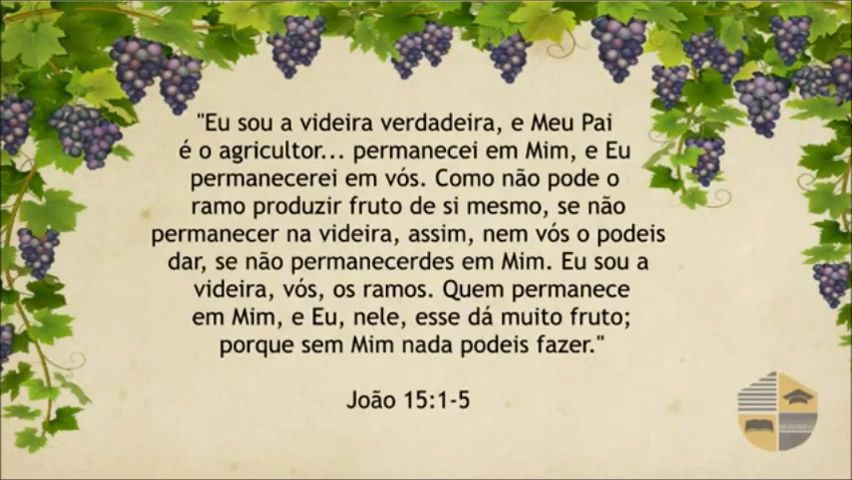 "Eu sou a videira verdadeira, e Meu Pai
é o agricultor... permanecei em Mim, e Eu
permanecerei em vós. Como não pode o
ramo produzir fruto de si mesmo, se não
permanecer na videira, assim, nem vós o podeis
dar, se não permanecerdes em Mim. Eu sou a
videira, vós, os ramos. Quem permanece
em Mim, e Eu, nele, esse dá muito fruto;
porque sem Mim nada podeis fazer."
João 15:1-5